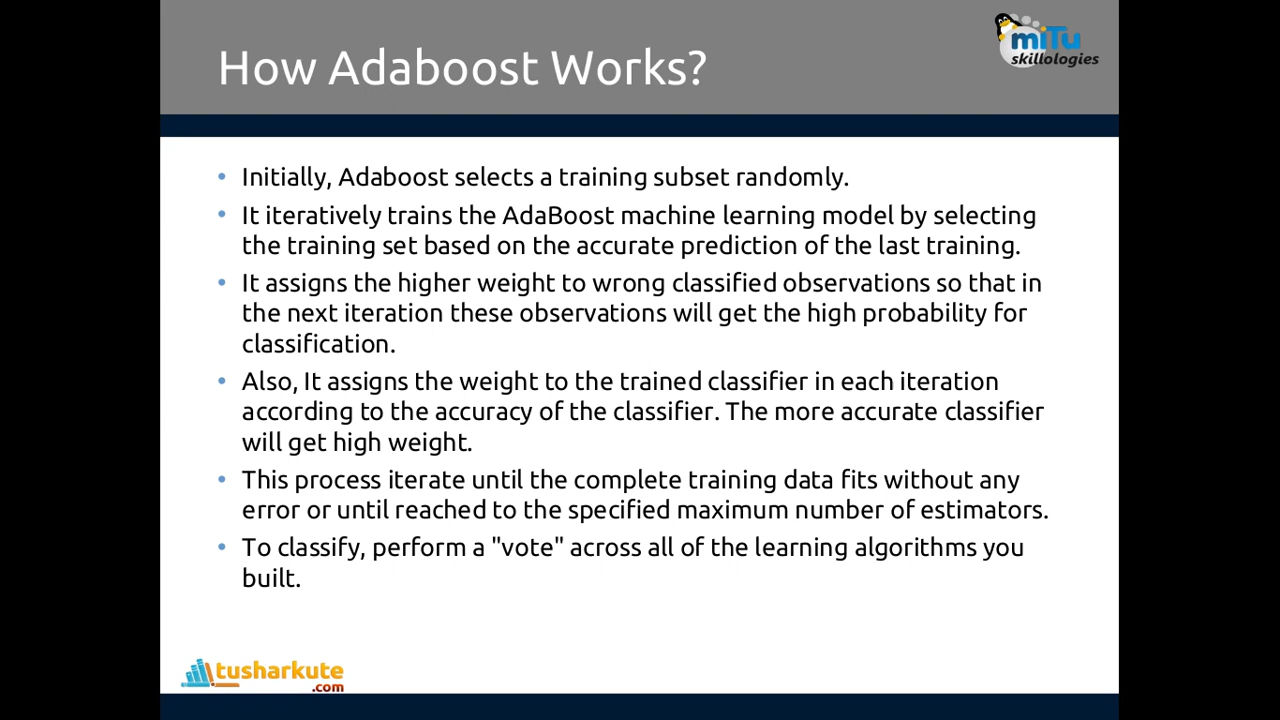 How Adaboost Works?
miTu
skillologies
• Initially, Adaboost selects a training subset randomly.
• It iteratively trains the AdaBoost machine learning model by selecting
the training set based on the accurate prediction of the last training.
• It assigns the higher weight to wrong classified observations so that in
the next iteration these observations will get the high probability for
classification.
• Also, It assigns the weight to the trained classifier in each iteration
according to the accuracy of the classifier. The more accurate classifier
will get high weight.
• This process iterate until the complete training data fits without any
error or until reached to the specified maximum number of estimators.
• To classify, perform a "vote" across all of the learning algorithms you
built.
tusharkute
.com